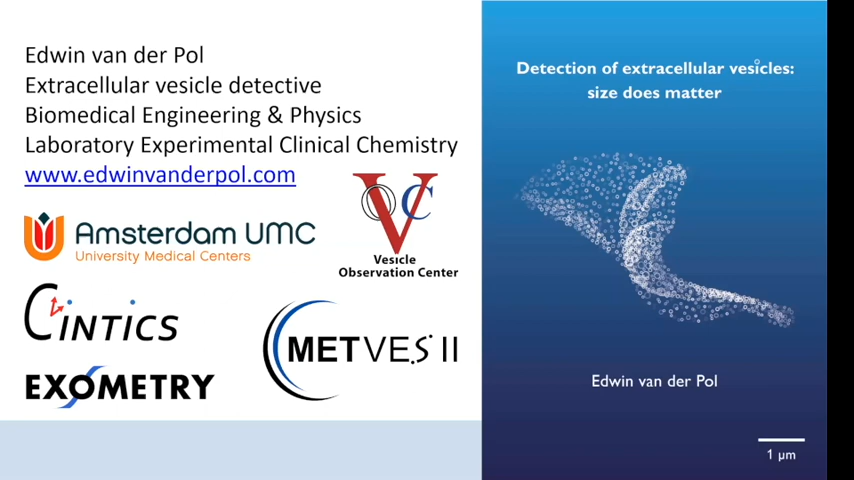 Edwin van der Pol
Extracellular vesicle detective
Biomedical Engineering & Physics
Laboratory Experimental Clinical Chemistry
www.edwinvanderpol.com
Amsterdam UMC
University Medical Centers
VOC
Vesicle
Observation Center
CINTICS
METVES II
EXOMETRY
Detection of extracellular vesicles:
size does matter
Edwin van der Pol
1 µm